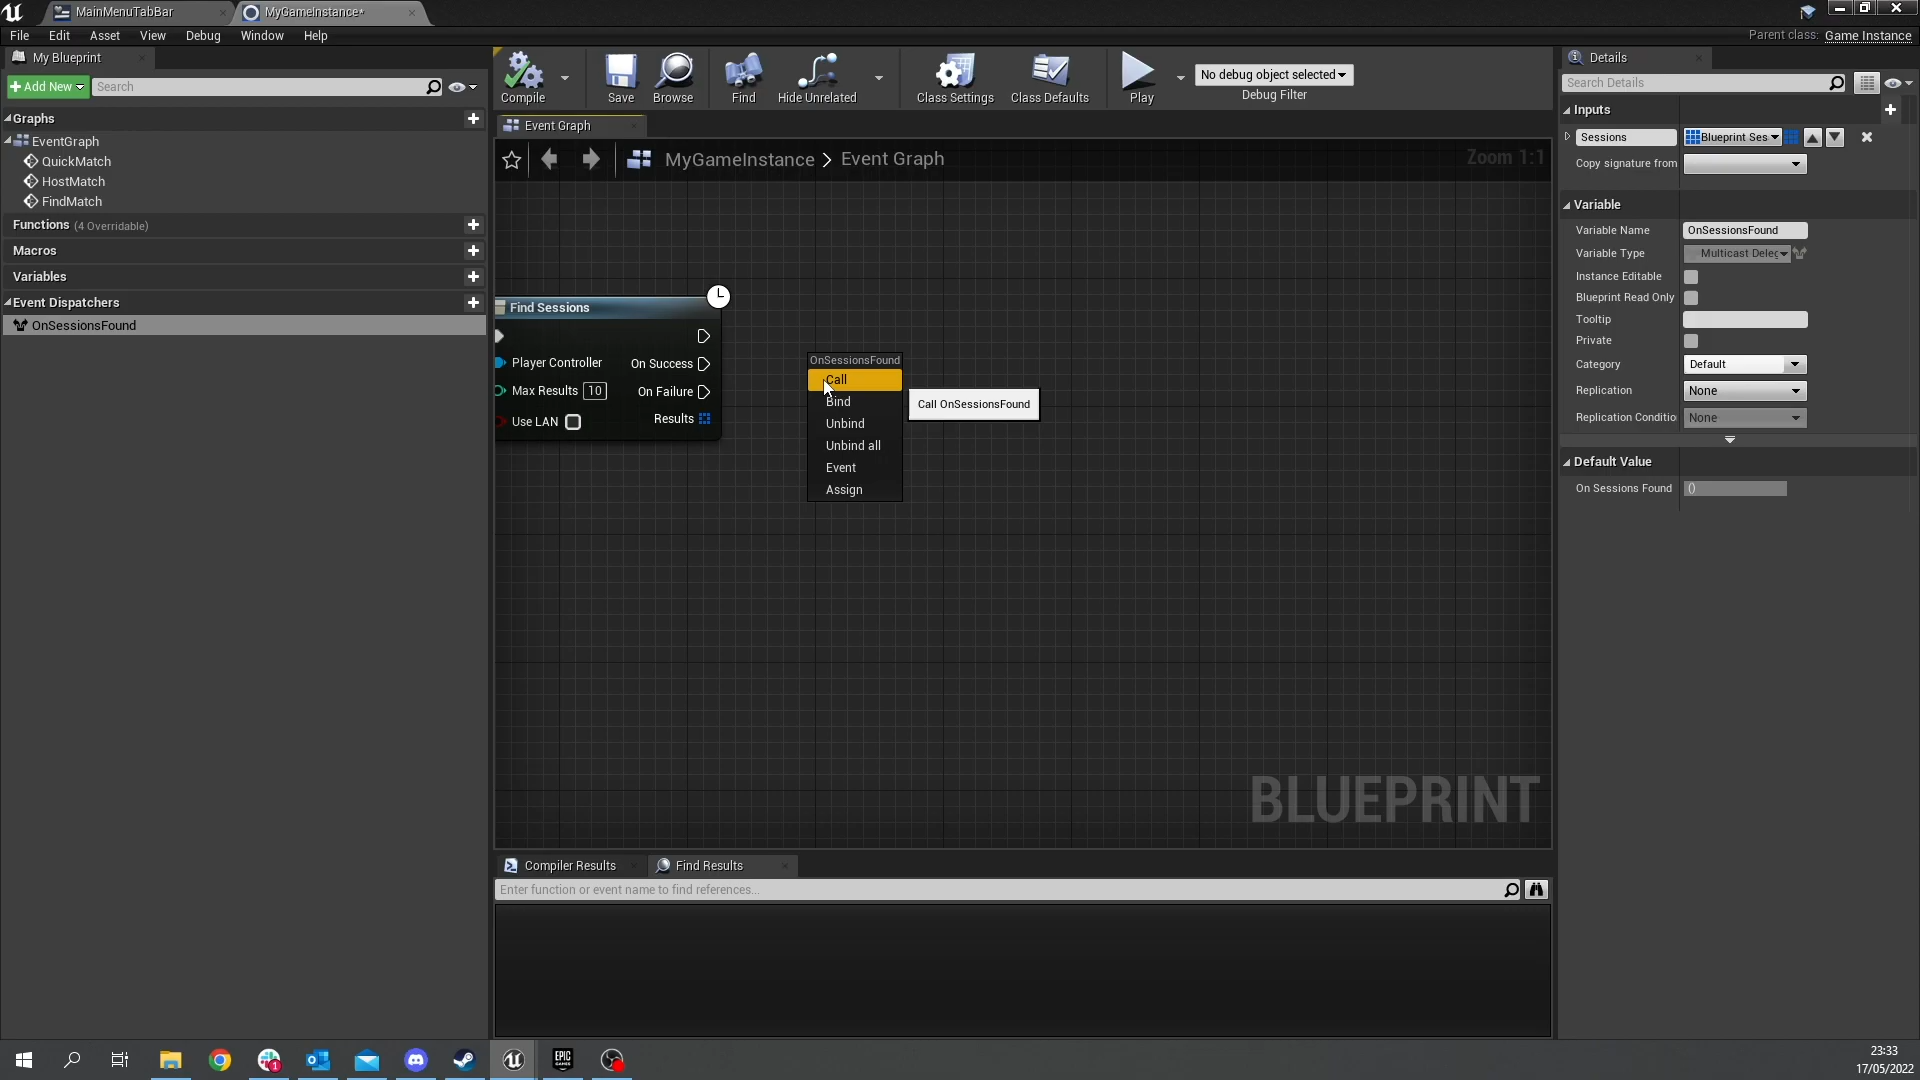 MainMenuTabBar
MyGameInstance*
File Edit Asset View Debug Window Help
Parent class: Game Instance
My Blueprint
Add New
Search
Graphs
EventGraph
QuickMatch
HostMatch
FindMatch
Functions (4 Overridable)
Macros
Variables
Event Dispatchers
OnSessionsFound
Compile
Save
Browse
Find
Hide Unrelated
Class Settings
Class Defaults
Play
No debug object selected
Debug Filter
Event Graph
MyGameInstance > Event Graph
Zoom 1:1
Find Sessions
Player Controller
On Success
Max Results 10
On Failure
Use LAN
Results
OnSessionsFound
Call
Bind
Unbind
Unbind all
Event
Assign
Call OnSessionsFound
BLUEPRINT
Compiler Results
Find Results
Enter function or event name to find references...
Details
Search Details
Inputs
Sessions
Blueprint Ses
Copy signature from
Variable
Variable Name OnSessionsFound
Variable Type Multicast Deleg
Instance Editable
Blueprint Read Only
Tooltip
Private
Category Default
Replication None
Replication Conditio None
Default Value
On Sessions Found ()
EPIC GAMES
1
23:33
17/05/2022